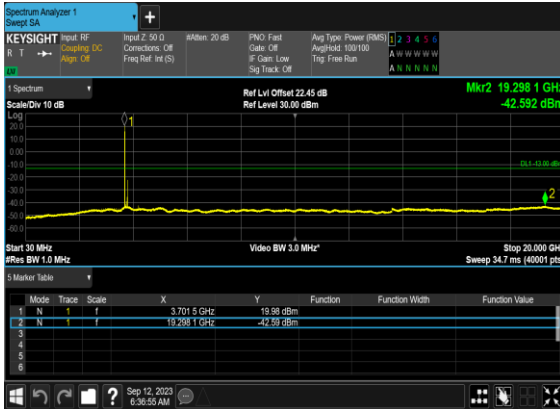 Spectrum Analyzer 1
Swept SA
+
KEYSIGHT Input: RF Input Z: 50 Ω #Atten: 20 dB PNO: Fast Avg Type: Power (RMS) 1 2 3 4 5 6
R T Coupling: DC Corrections: Off Gate: Off Avg|Hold: 100/100 A W W W W W
Align: Off Freq Ref: Int (S) IF Gain: Low Trig: Free Run
Sig Track: Off A N N N N N
1 Spectrum Ref Lvl Offset 22.45 dB Mkr2 19.298 1 GHz
Scale/Div 10 dB Ref Level 30.00 dBm -42.592 dBm
Log
20.0
10.0
0.00
-10.0
-20.0
-30.0
-40.0
-50.0
-60.0
1
DL1 -13.00 dBm
2
Start 30 MHz Video BW 3.0 MHz* Stop 20.000 GHz
#Res BW 1.0 MHz Sweep 34.7 ms (40001 pts)
5 Marker Table
Mode Trace Scale X Y Function Function Width Function Value
1 N 1 f 3.701 5 GHz 19.98 dBm
2 N 1 f 19.298 1 GHz -42.59 dBm
3
4
5
6
? Sep 12, 2023
6:36:55 AM